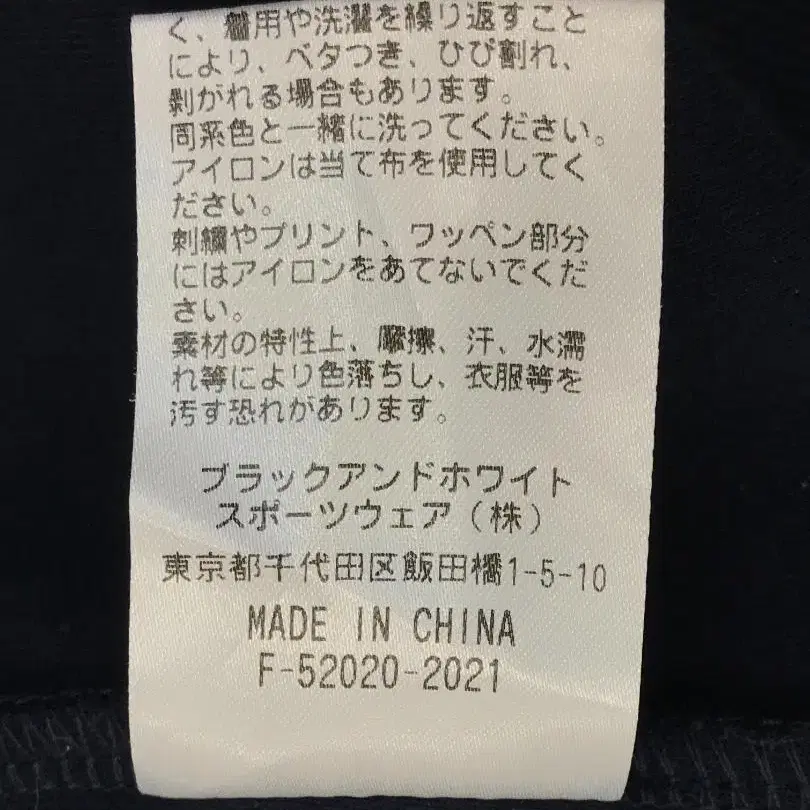 く、着用や洗濯を繰り返すこと
により、ベタつき、ひび割れ、
剥がれる場合もあります。
同系色と一緒に洗ってください。
アイロンは当て布を使用してく
ださい。
刺繍やプリント、ワッペン部分
にはアイロンをあてないでくだ
さい。
素材の特性上、摩擦、汗、水濡
れ等により色落ちし、衣服等を
汚す恐れがあります。
ブラックアンドホワイト
スポーツウェア(株)
東京都千代田区飯田橋1-5-10
MADE IN CHINA
F-52020-2021